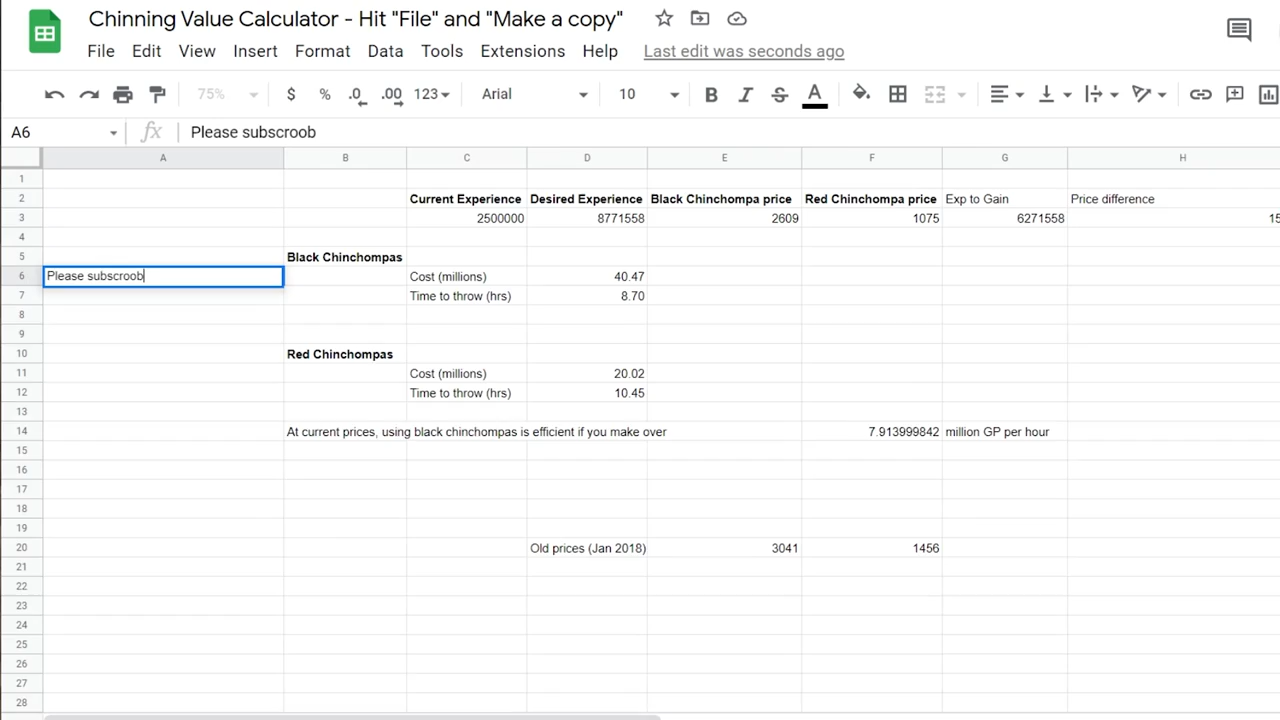 Chinning Value Calculator - Hit "File" and "Make a copy"
File Edit View Insert Format Data Tools Extensions Help Last edit was seconds ago
75% $ % .0 .00 123 Arial 10 B I S A
A6 fx Please subscroob
A B C D E F G H
1
2 Current Experience Desired Experience Black Chinchompa price Red Chinchompa price Exp to Gain Price difference
3 2500000 8771558 2609 1075 6271558 15
4
5 Black Chinchompas
6 Please subscroob Cost (millions) 40.47
7 Time to throw (hrs) 8.70
8
9
10 Red Chinchompas
11 Cost (millions) 20.02
12 Time to throw (hrs) 10.45
13
14 At current prices, using black chinchompas is efficient if you make over 7.913999842 million GP per hour
15
16
17
18
19
20 Old prices (Jan 2018) 3041 1456
21
22
23
24
25
26
27
28